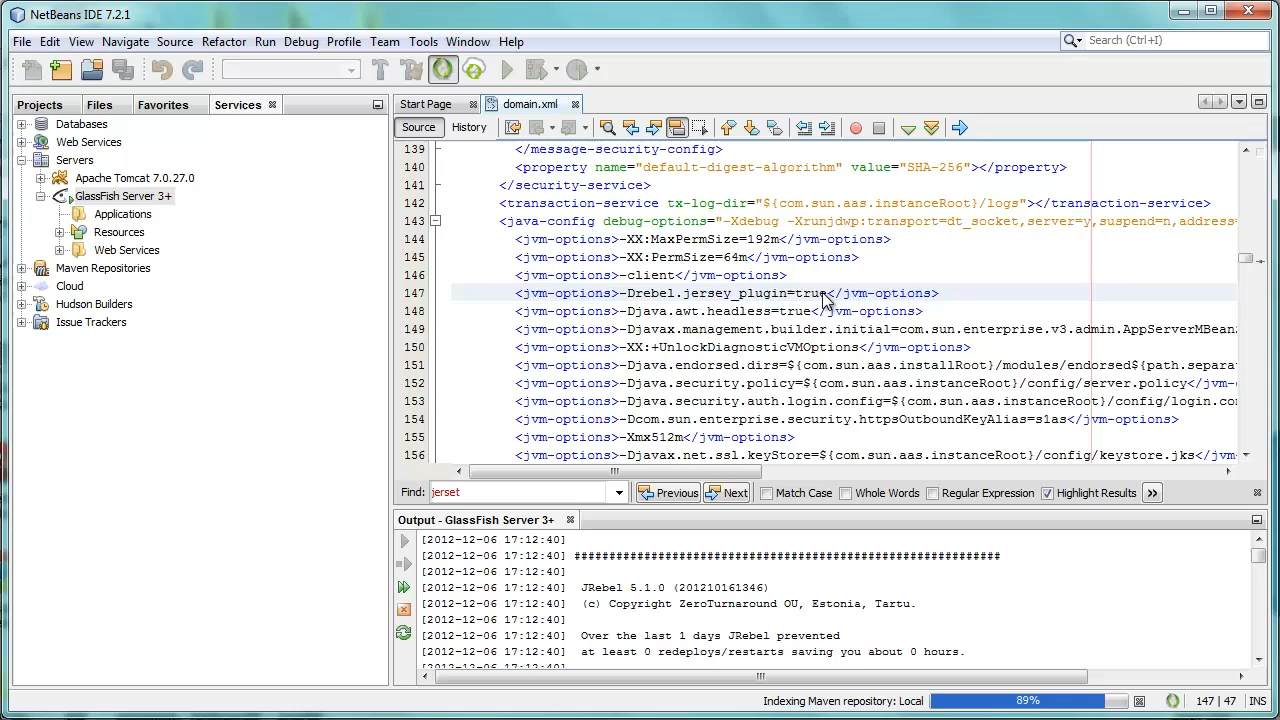 NetBeans IDE 7.2.1
File Edit View Navigate Source Refactor Run Debug Profile Team Tools Window Help
Search (Ctrl+I)
Projects Files Favorites Services
Databases
Web Services
Servers
Apache Tomcat 7.0.27.0
GlassFish Server 3+
Applications
Resources
Web Services
Maven Repositories
Cloud
Hudson Builders
Issue Trackers
Start Page domain.xml
Source History
139 </message-security-config>
140 <property name="default-digest-algorithm" value="SHA-256"></property>
141 </security-service>
142 <transaction-service tx-log-dir="${com.sun.aas.instanceRoot}/logs"></transaction-service>
143 <java-config debug-options="-Xdebug -Xrunjdwp:transport=dt_socket,server=y,suspend=n,address=
144 <jvm-options>-XX:MaxPermSize=192m</jvm-options>
145 <jvm-options>-XX:PermSize=64m</jvm-options>
146 <jvm-options>-client</jvm-options>
147 <jvm-options>-Drebel.jersey_plugin=true</jvm-options>
148 <jvm-options>-Djava.awt.headless=true</jvm-options>
149 <jvm-options>-Djavax.management.builder.initial=com.sun.enterprise.v3.admin.AppServerMBean
150 <jvm-options>-XX:+UnlockDiagnosticVMOptions</jvm-options>
151 <jvm-options>-Djava.endorsed.dirs=${com.sun.aas.installRoot}/modules/endorsed${path.separa
152 <jvm-options>-Djava.security.policy=${com.sun.aas.instanceRoot}/config/server.policy</jvm-o
153 <jvm-options>-Djava.security.auth.login.config=${com.sun.aas.instanceRoot}/config/login.co
154 <jvm-options>-Dcom.sun.enterprise.security.httpsOutboundKeyAlias=s1as</jvm-options>
155 <jvm-options>-Xmx512m</jvm-options>
156 <jvm-options>-Djavax.net.ssl.keyStore=${com.sun.aas.instanceRoot}/config/keystore.jks</jvm-
Find: jerset Previous Next Match Case Whole Words Regular Expression Highlight Results
Output - GlassFish Server 3+
[2012-12-06 17:12:40]
[2012-12-06 17:12:40] #############################################################
[2012-12-06 17:12:40]
[2012-12-06 17:12:40] JRebel 5.1.0 (201210161346)
[2012-12-06 17:12:40] (c) Copyright ZeroTurnaround OU, Estonia, Tartu.
[2012-12-06 17:12:40]
[2012-12-06 17:12:40] Over the last 1 days JRebel prevented
[2012-12-06 17:12:40] at least 0 redeploys/restarts saving you about 0 hours.
[2012-12-06 17:12:40]
Indexing Maven repository: Local 89% 147 | 47 INS